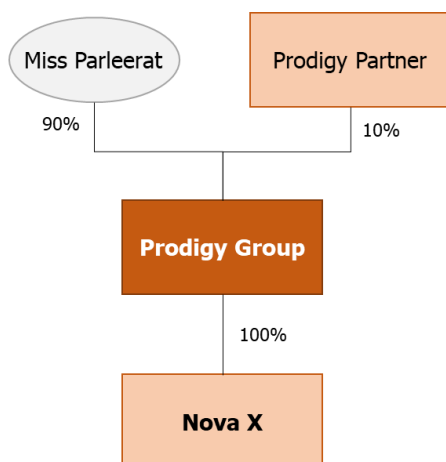 Miss Parleerat
Prodigy Partner
90%
10%
Prodigy Group
100%
Nova X